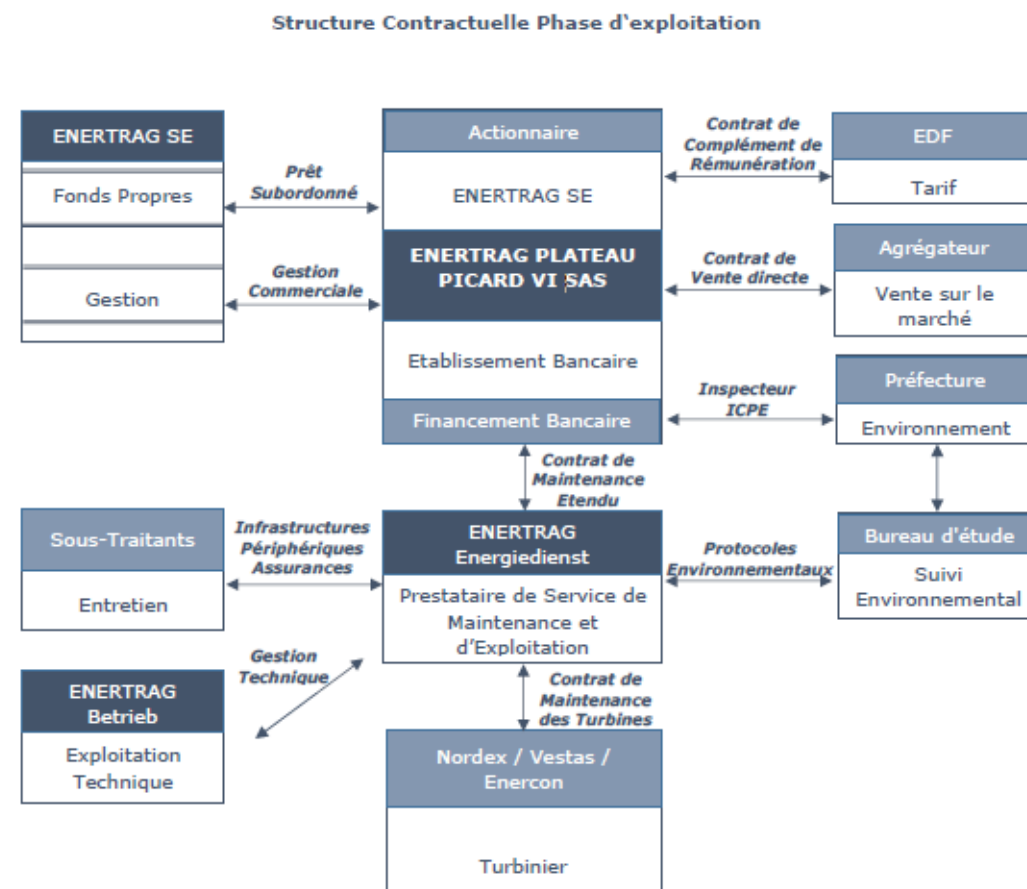 Structure Contractuelle Phase d'exploitation
ENERTRAG SE
Fonds Propres
Gestion
Prêt
Subordonné
Gestion
Commerciale
Actionnaire
ENERTRAG SE
ENERTRAG PLATEAU
PICARD VI SAS
Etablissement Bancaire
Financement Bancaire
Contrat de
Complément de
Rémunération
EDF
Tarif
Contrat de
Vente directe
Agrégateur
Vente sur le
marché
Inspecteur
ICPE
Préfecture
Environnement
Contrat de
Maintenance
Etendu
Sous-Traitants
Entretien
Infrastructures
Périphériques
Assurances
ENERTRAG
Energiedienst
Prestataire de Service de
Maintenance et
d'Exploitation
Protocoles
Environnementaux
Bureau d'étude
Suivi
Environmental
Gestion
Technique
ENERTRAG
Betrieb
Exploitation
Technique
Contrat de
Maintenance
des Turbines
Nordex / Vestas /
Enercon
Turbinier